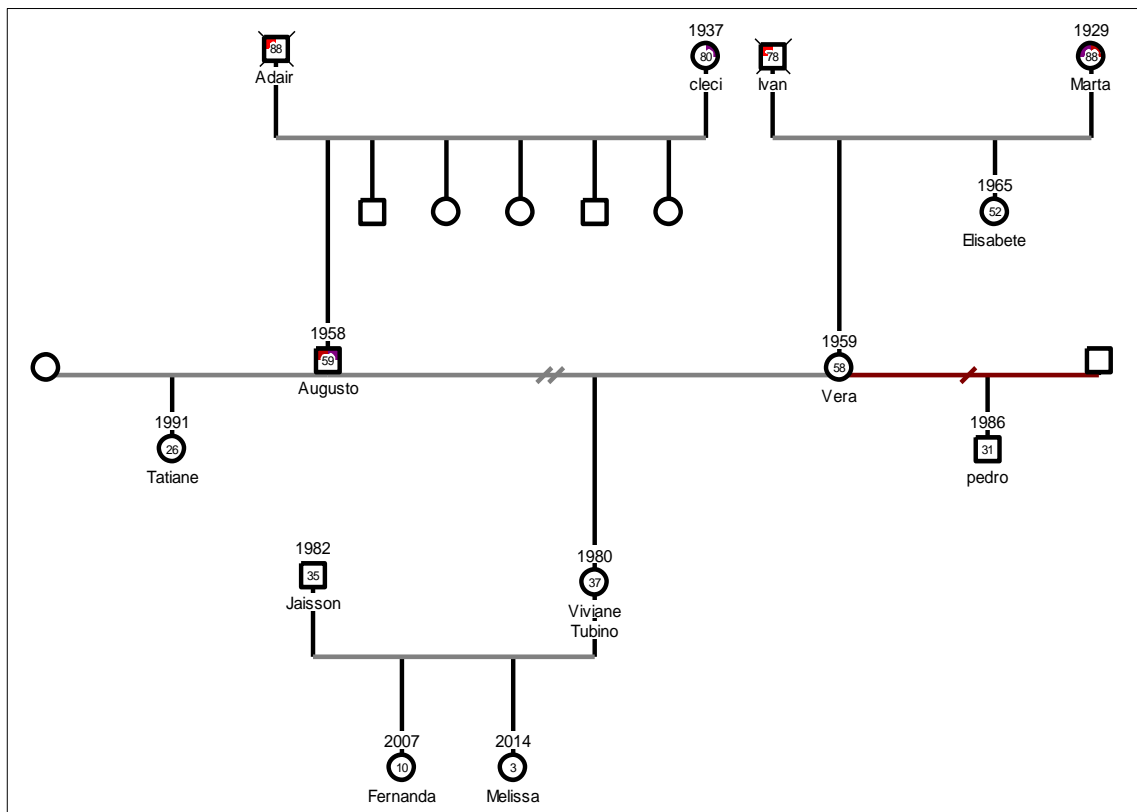 1937
1929
88
80
78
88
Adair
cleci
Ivan
Marta
1965
52
Elisabete
1958
1959
59
58
Augusto
Vera
1991
1986
26
31
Tatiane
pedro
1982
1980
35
37
Jaisson
Viviane
Tubino
2007
2014
10
3
Fernanda
Melissa